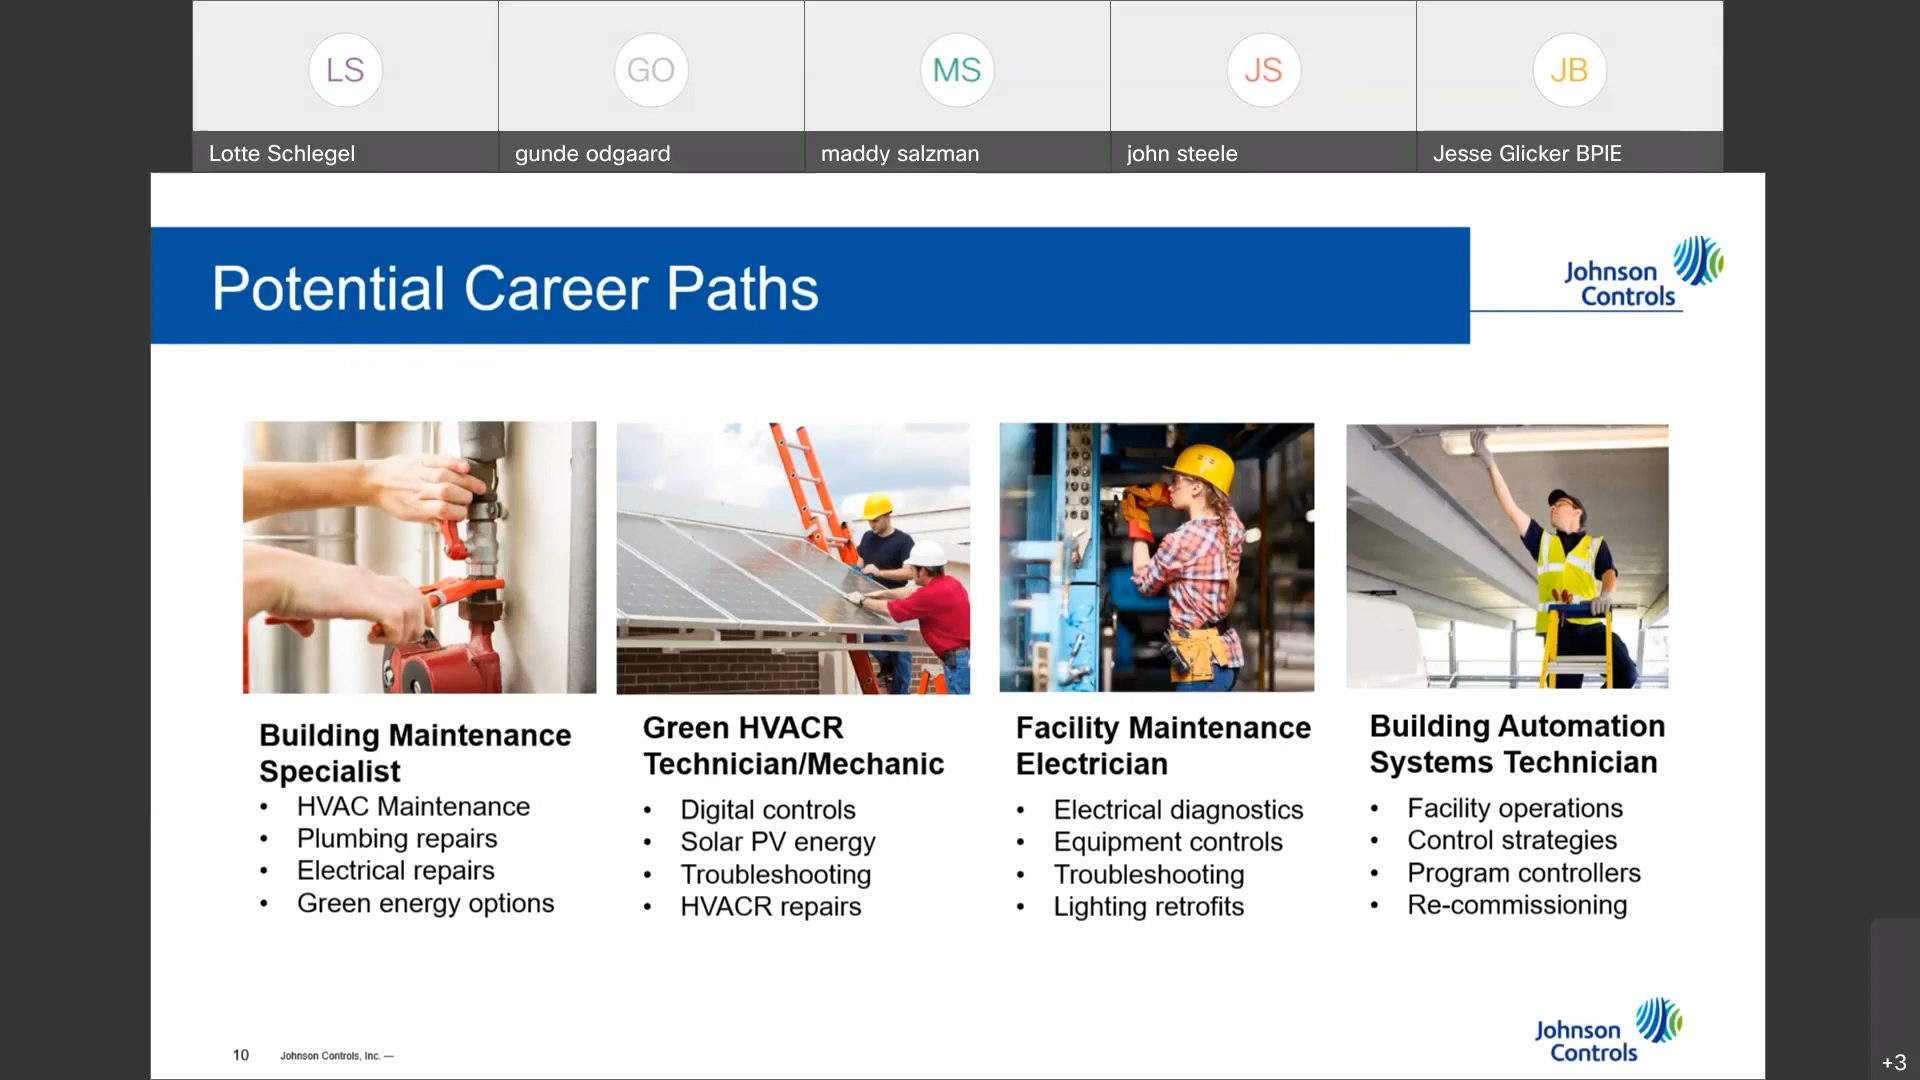 LS
GO
MS
JS
JB
Lotte Schlegel
gunde odgaard
maddy salzman
john steele
Jesse Glicker BPIE
Potential Career Paths
Johnson
Controls
Building Maintenance
Specialist
• HVAC Maintenance
• Plumbing repairs
• Electrical repairs
• Green energy options
Green HVACR
Technician/Mechanic
• Digital controls
• Solar PV energy
• Troubleshooting
• HVACR repairs
Facility Maintenance
Electrician
• Electrical diagnostics
• Equipment controls
• Troubleshooting
• Lighting retrofits
Building Automation
Systems Technician
• Facility operations
• Control strategies
• Program controllers
• Re-commissioning
10 Johnson Controls, Inc. —
Johnson
Controls
+3